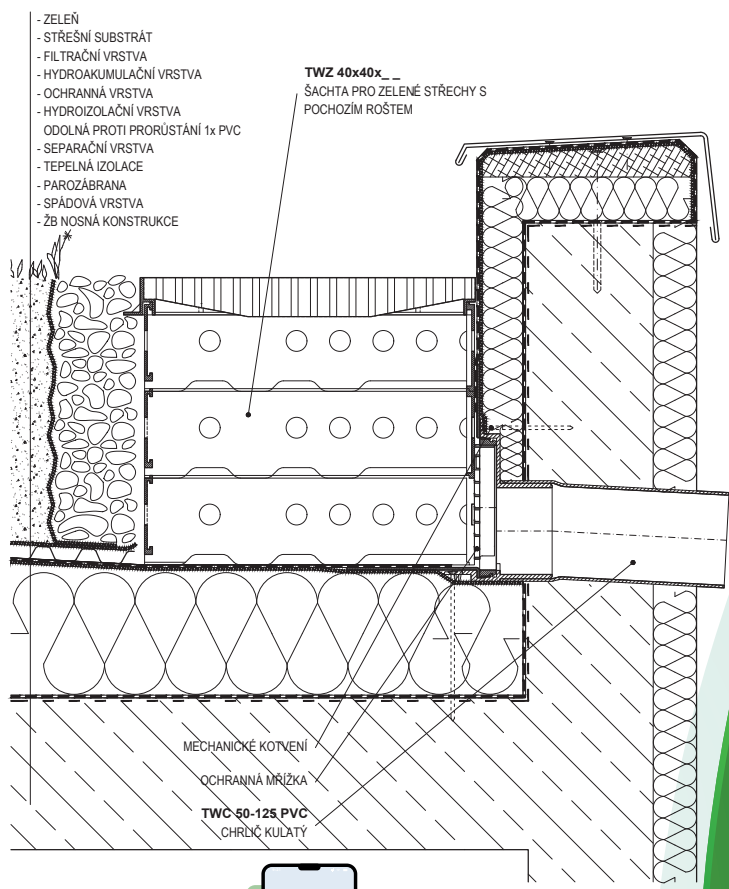 - ZELEŇ
- STŘEŠNÍ SUBSTRÁT
- FILTRAČNÍ VRSTVA
- HYDROAKUMULAČNÍ VRSTVA
- OCHRANNÁ VRSTVA
- HYDROIZOLAČNÍ VRSTVA
ODOLNÁ PROTI PRORŮSTÁNÍ 1x PVC
- SEPARAČNÍ VRSTVA
- TEPELNÁ IZOLACE
- PAROZÁBRANA
- SPÁDOVÁ VRSTVA
- ŽB NOSNÁ KONSTRUKCE
TWZ 40x40x_ _
ŠACHTA PRO ZELENÉ STŘECHY S
POCHOZÍM ROŠTEM
MECHANICKÉ KOTVENÍ
OCHRANNÁ MŘÍŽKA
TWC 50-125 PVC
CHRLIČ KULATÝ